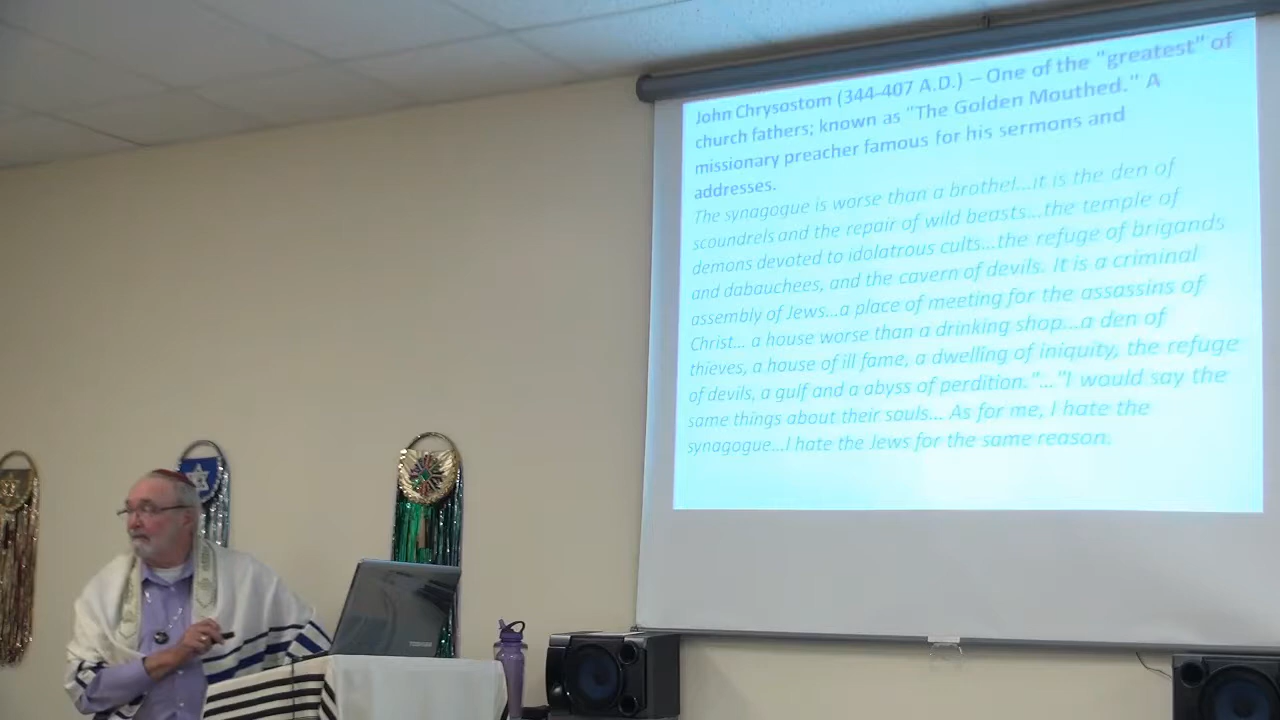 John Chrysostom (344-407 A.D.) – One of the "greatest" of
church fathers; known as "The Golden Mouthed." A
missionary preacher famous for his sermons and
addresses.
The synagogue is worse than a brothel...it is the den of
scoundrels and the repair of wild beasts...the temple of
demons devoted to idolatrous cults...the refuge of brigands
and dabauchees, and the cavern of devils. It is a criminal
assembly of Jews...a place of meeting for the assassins of
Christ... a house worse than a drinking shop...a den of
thieves, a house of ill fame, a dwelling of iniquity, the refuge
of devils, a gulf and a abyss of perdition."..."I would say the
same things about their souls... As for me, I hate the
synagogue...I hate the Jews for the same reason.
TOSHIBA